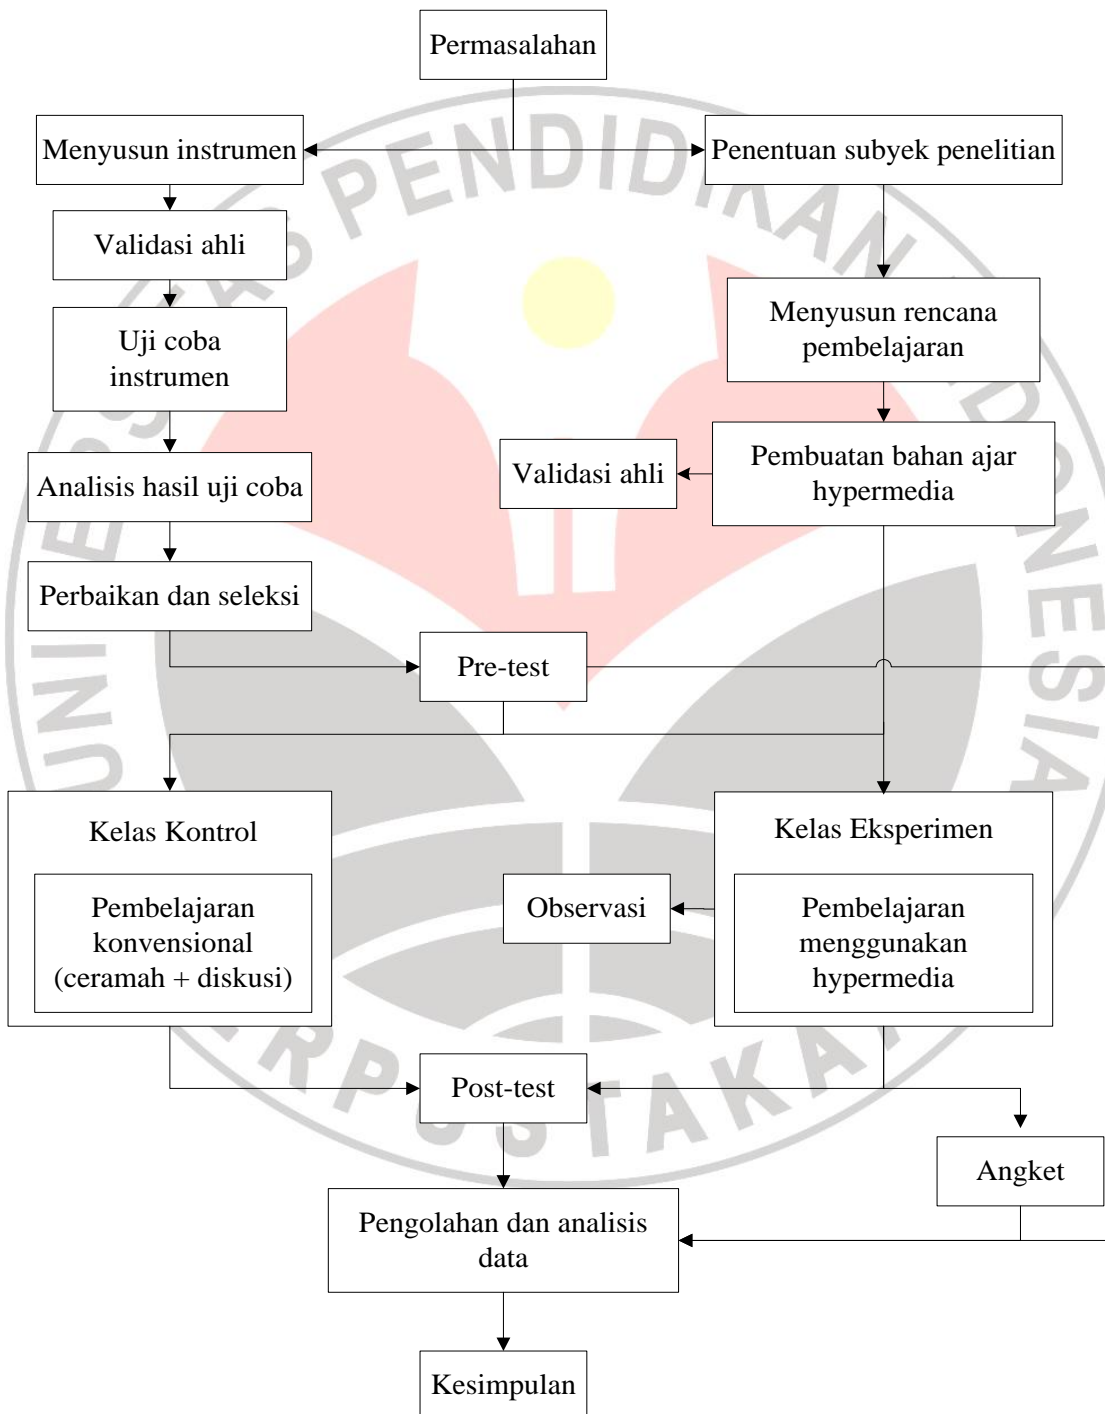 Permasalahan
Menyusun instrumen
Penentuan subyek penelitian
Validasi ahli
Uji coba
instrumen
Menyusun rencana
pembelajaran
Analisis hasil uji coba
Validasi ahli
Pembuatan bahan ajar
hypermedia
Perbaikan dan seleksi
Pre-test
Kelas Kontrol
Pembelajaran
konvensional
(ceramah + diskusi)
Observasi
Kelas Eksperimen
Pembelajaran
menggunakan
hypermedia
Post-test
Angket
Pengolahan dan analisis
data
Kesimpulan
PENDIDIKAN